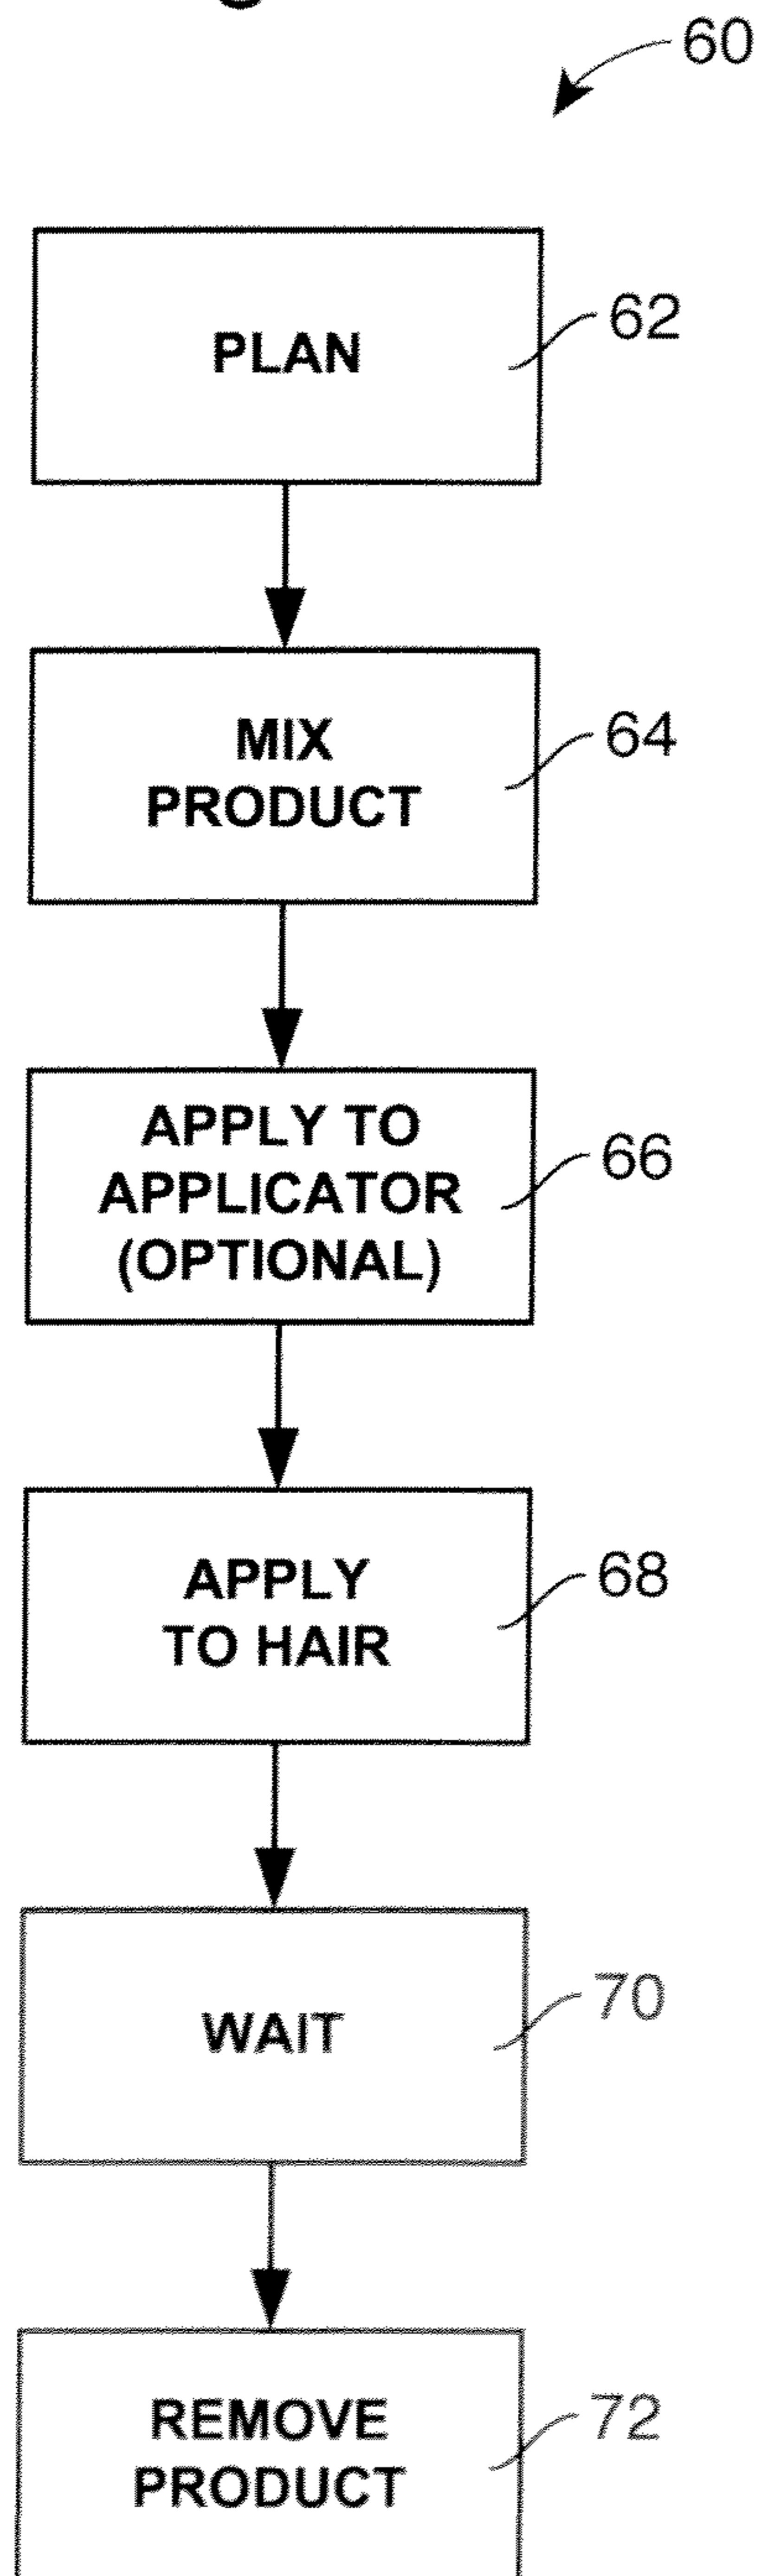 60
PLAN
62
MIX
PRODUCT
64
APPLY TO
APPLICATOR
(OPTIONAL)
66
APPLY
TO HAIR
68
WAIT
70
REMOVE
PRODUCT
72